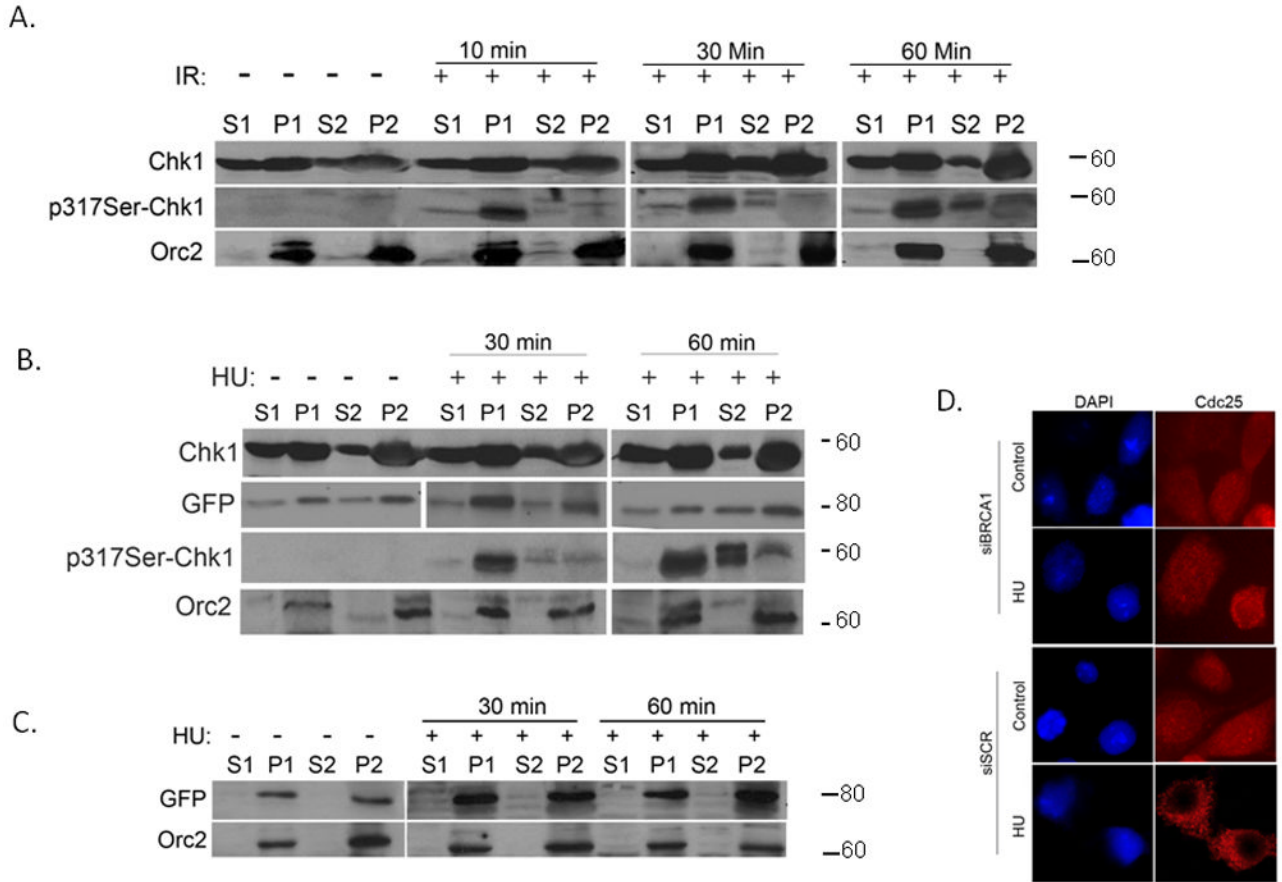 A.
10 min 30 Min 60 Min
IR: - - - - + + + + + + + + + + + +
S1 P1 S2 P2 S1 P1 S2 P2 S1 P1 S2 P2 S1 P1 S2 P2
Chk1 –60
p317Ser-Chk1 –60
Orc2 –60
B.
30 min 60 min
HU: - - - - + + + + + + + +
S1 P1 S2 P2 S1 P1 S2 P2 S1 P1 S2 P2
Chk1 –60
GFP –80
p317Ser-Chk1 –60
Orc2 –60
C.
30 min 60 min
HU: - - - - + + + + + + + +
S1 P1 S2 P2 S1 P1 S2 P2 S1 P1 S2 P2
GFP –80
Orc2 –60
D.
DAPI Cdc25
siBRCA1
Control
HU
siSCR
Control
HU